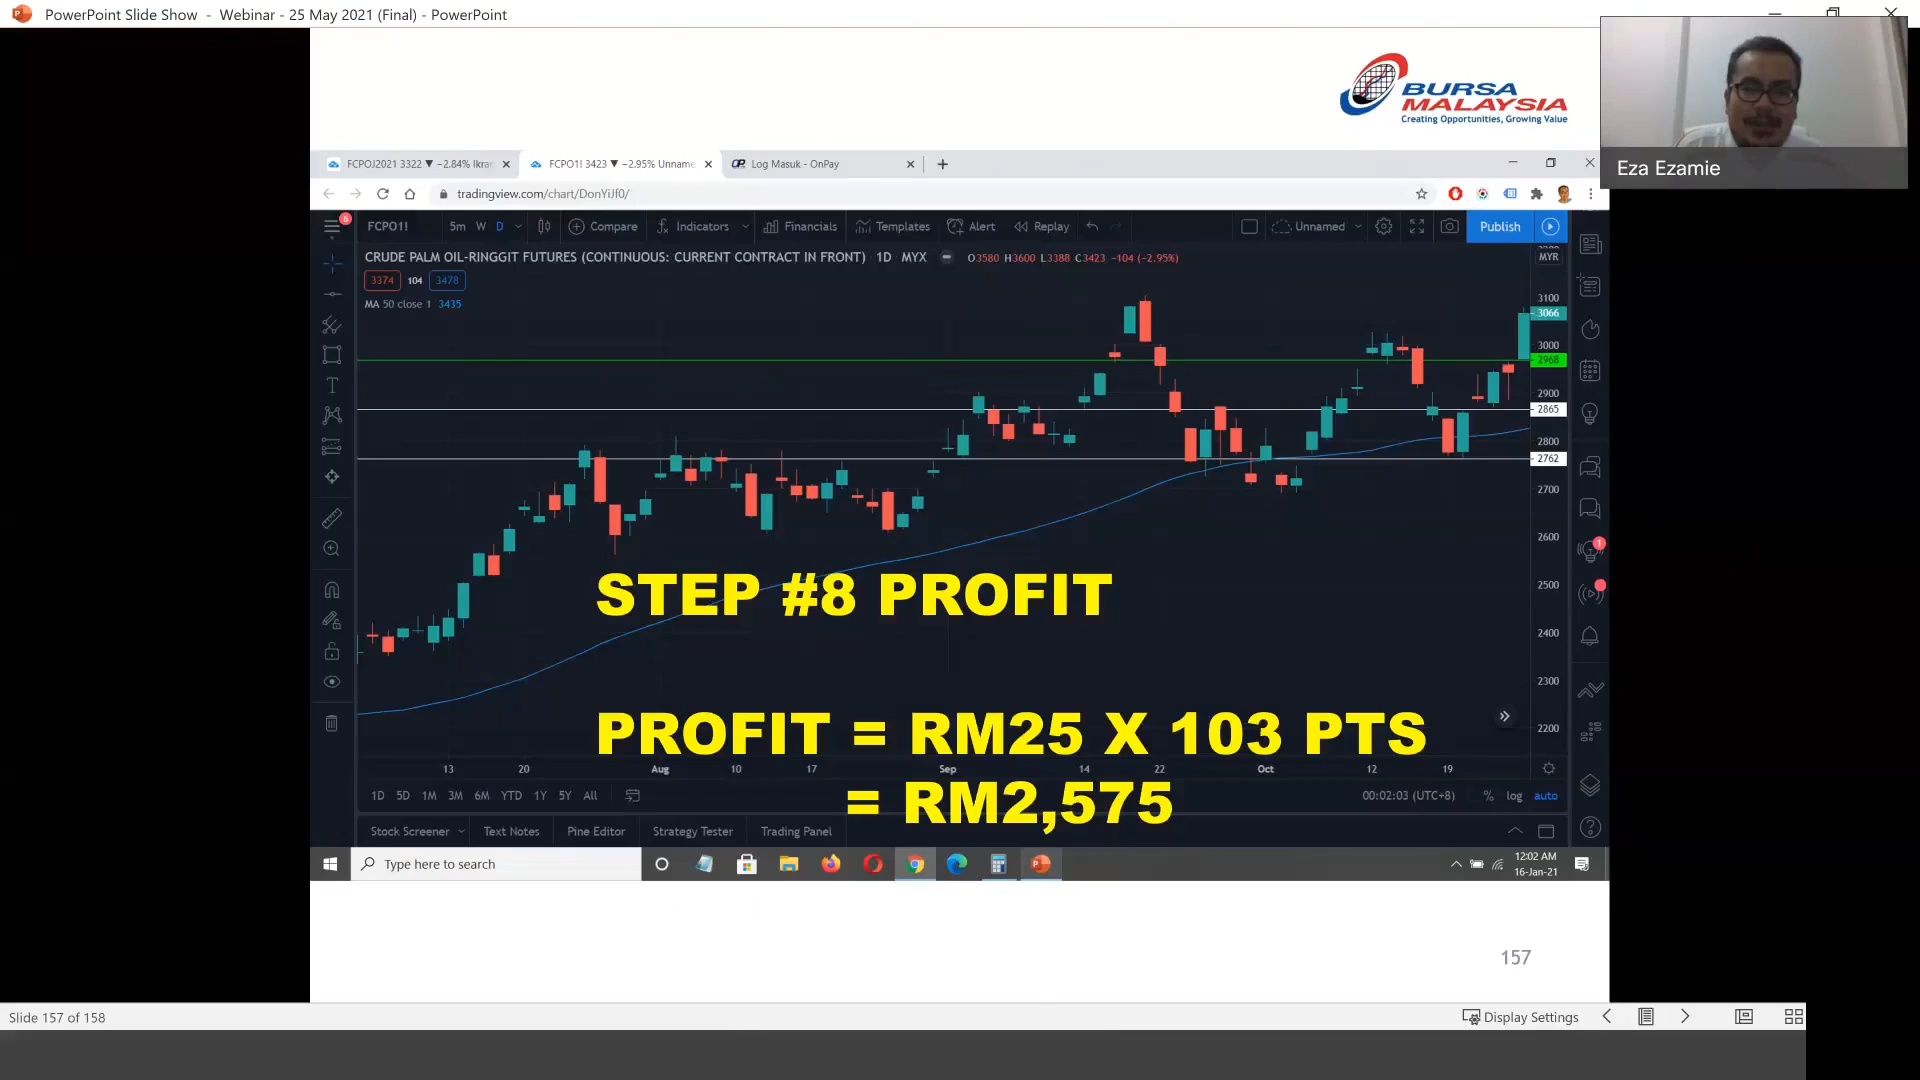 PowerPoint Slide Show - Webinar - 25 May 2021 (Final) - PowerPoint
BURSA
MALAYSIA
Creating Opportunities, Growing Value
Eza Ezamie
FCPOJ2021 3322 ▼ −2.84% Ikra
FCPO1! 3423 ▼ −2.95% Unname
Log Masuk - OnPay
tradingview.com/chart/DonYiJf0/
6
FCPO1!
5m W D
Compare
Indicators
Financials
Templates
Alert
Replay
Unnamed
Publish
CRUDE PALM OIL-RINGGIT FUTURES (CONTINUOUS: CURRENT CONTRACT IN FRONT) · 1D MYX
O3580 H3600 L3388 C3423 −104 (−2.95%)
MYR
3374 104 3478
MA 50 close 1 3435
3100
3066
3000
2968
2900
2865
2800
2762
2700
2600
2500
2400
2300
2200
1
STEP #8 PROFIT
PROFIT = RM25 X 103 PTS
= RM2,575
13 20 Aug 10 17 Sep 14 22 Oct 12 19
1D 5D 1M 3M 6M YTD 1Y 5Y All
00:02:03 (UTC+8) % log auto
Stock Screener Text Notes Pine Editor Strategy Tester Trading Panel
Type here to search
12:02 AM
16-Jan-21
157
Slide 157 of 158
Display Settings